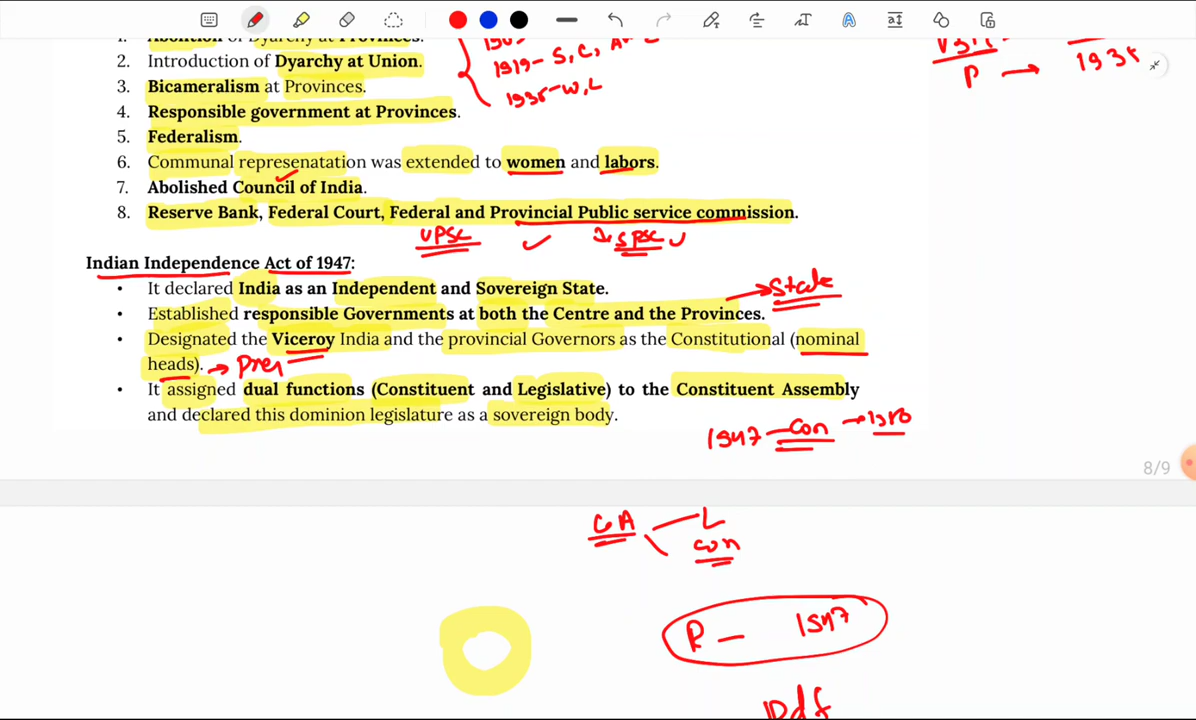 1. Abolition of Dyarchy at Provinces.
1919 - S, C, A
2. Introduction of Dyarchy at Union.
1935 - W, L
P → 1935
3. Bicameralism at Provinces.
4. Responsible government at Provinces.
5. Federalism.
6. Communal represenatation was extended to women and labors.
7. Abolished Council of India.
8. Reserve Bank, Federal Court, Federal and Provincial Public service commission.
UPSC SPSC
Indian Independence Act of 1947:
• It declared India as an Independent and Sovereign State.
→ State
• Established responsible Governments at both the Centre and the Provinces.
• Designated the Viceroy India and the provincial Governors as the Constitutional (nominal
heads). → Pres
• It assigned dual functions (Constituent and Legislative) to the Constituent Assembly
and declared this dominion legislature as a sovereign body.
1947 - Con → 1950
8/9
CA L
Con
R - 1947
Pdf